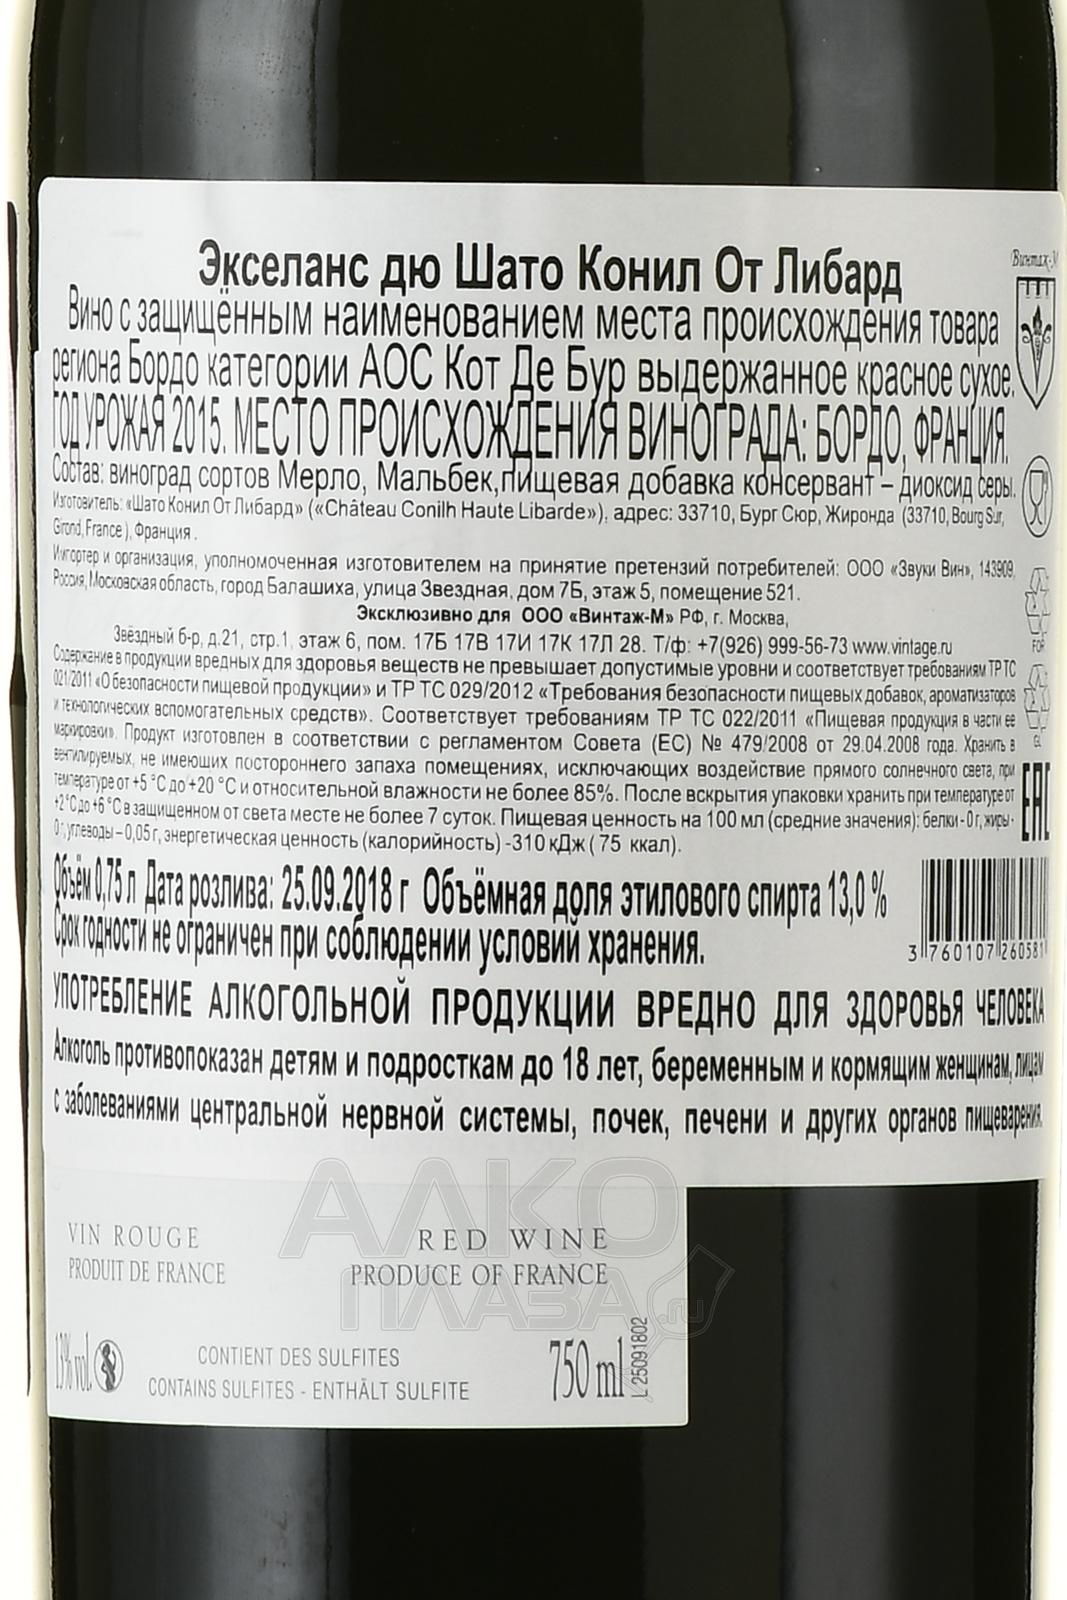 Экселанс дю Шато Конил От Либард
Винтаж-М
Вино с защищённым наименованием места происхождения товара
региона Бордо категории АОС Кот Де Бур выдержанное красное сухое.
ГОД УРОЖАЯ 2015. МЕСТО ПРОИСХОЖДЕНИЯ ВИНОГРАДА: БОРДО, ФРАНЦИЯ.
Состав: виноград сортов Мерло, Мальбек,пищевая добавка консервант – диоксид серы.
Изготовитель: «Шато Конил От Либард» («Château Conilh Haute Libarde»), адрес: 33710, Бург Сюр, Жиронда (33710, Bourg Sur,
Girond, France ), Франция .
Импортер и организация, уполномоченная изготовителем на принятие претензий потребителей: ООО «Звуки Вин», 143909,
Россия, Московская область, город Балашиха, улица Звездная, дом 7Б, этаж 5, помещение 521.
Эксклюзивно для ООО «Винтаж-М» РФ, г. Москва,
Звёздный б-р, д.21, стр.1, этаж 6, пом. 17Б 17В 17И 17К 17Л 28. Т/ф: +7(926) 999-56-73 www.vintage.ru
Содержание в продукции вредных для здоровья веществ не превышает допустимые уровни и соответствует требованиям ТР ТС
021/2011 «О безопасности пищевой продукции» и ТР ТС 029/2012 «Требования безопасности пищевых добавок, ароматизаторов
и технологических вспомогательных средств». Соответствует требованиям ТР ТС 022/2011 «Пищевая продукция в части ее
маркировки». Продукт изготовлен в соответствии с регламентом Совета (ЕС) № 479/2008 от 29.04.2008 года. Хранить в
вентилируемых, не имеющих постороннего запаха помещениях, исключающих воздействие прямого солнечного света, при
температуре от +5 °С до +20 °С и относительной влажности не более 85%. После вскрытия упаковки хранить при температуре от
+2°С до +6 °С в защищенном от света месте не более 7 суток. Пищевая ценность на 100 мл (средние значения): белки - 0 г, жиры -
0 г, углеводы – 0,05 г, энергетическая ценность (калорийность) -310 кДж ( 75 ккал).
FOR
GL
EAC
Объём 0,75 л Дата розлива: 25.09.2018 г Объёмная доля этилового спирта 13,0 %
Срок годности не ограничен при соблюдении условий хранения.
3 760107 260581
УПОТРЕБЛЕНИЕ АЛКОГОЛЬНОЙ ПРОДУКЦИИ ВРЕДНО ДЛЯ ЗДОРОВЬЯ ЧЕЛОВЕКА
Алкоголь противопоказан детям и подросткам до 18 лет, беременным и кормящим женщинам, лицам
с заболеваниями центральной нервной системы, почек, печени и других органов пищеварения.
АЛКО
ПЛАЗА.ru
VIN ROUGE
PRODUIT DE FRANCE
RED WINE
PRODUCE OF FRANCE
13% vol.
CONTIENT DES SULFITES
CONTAINS SULFITES - ENTHÄLT SULFITE
750 ml
L 25091802